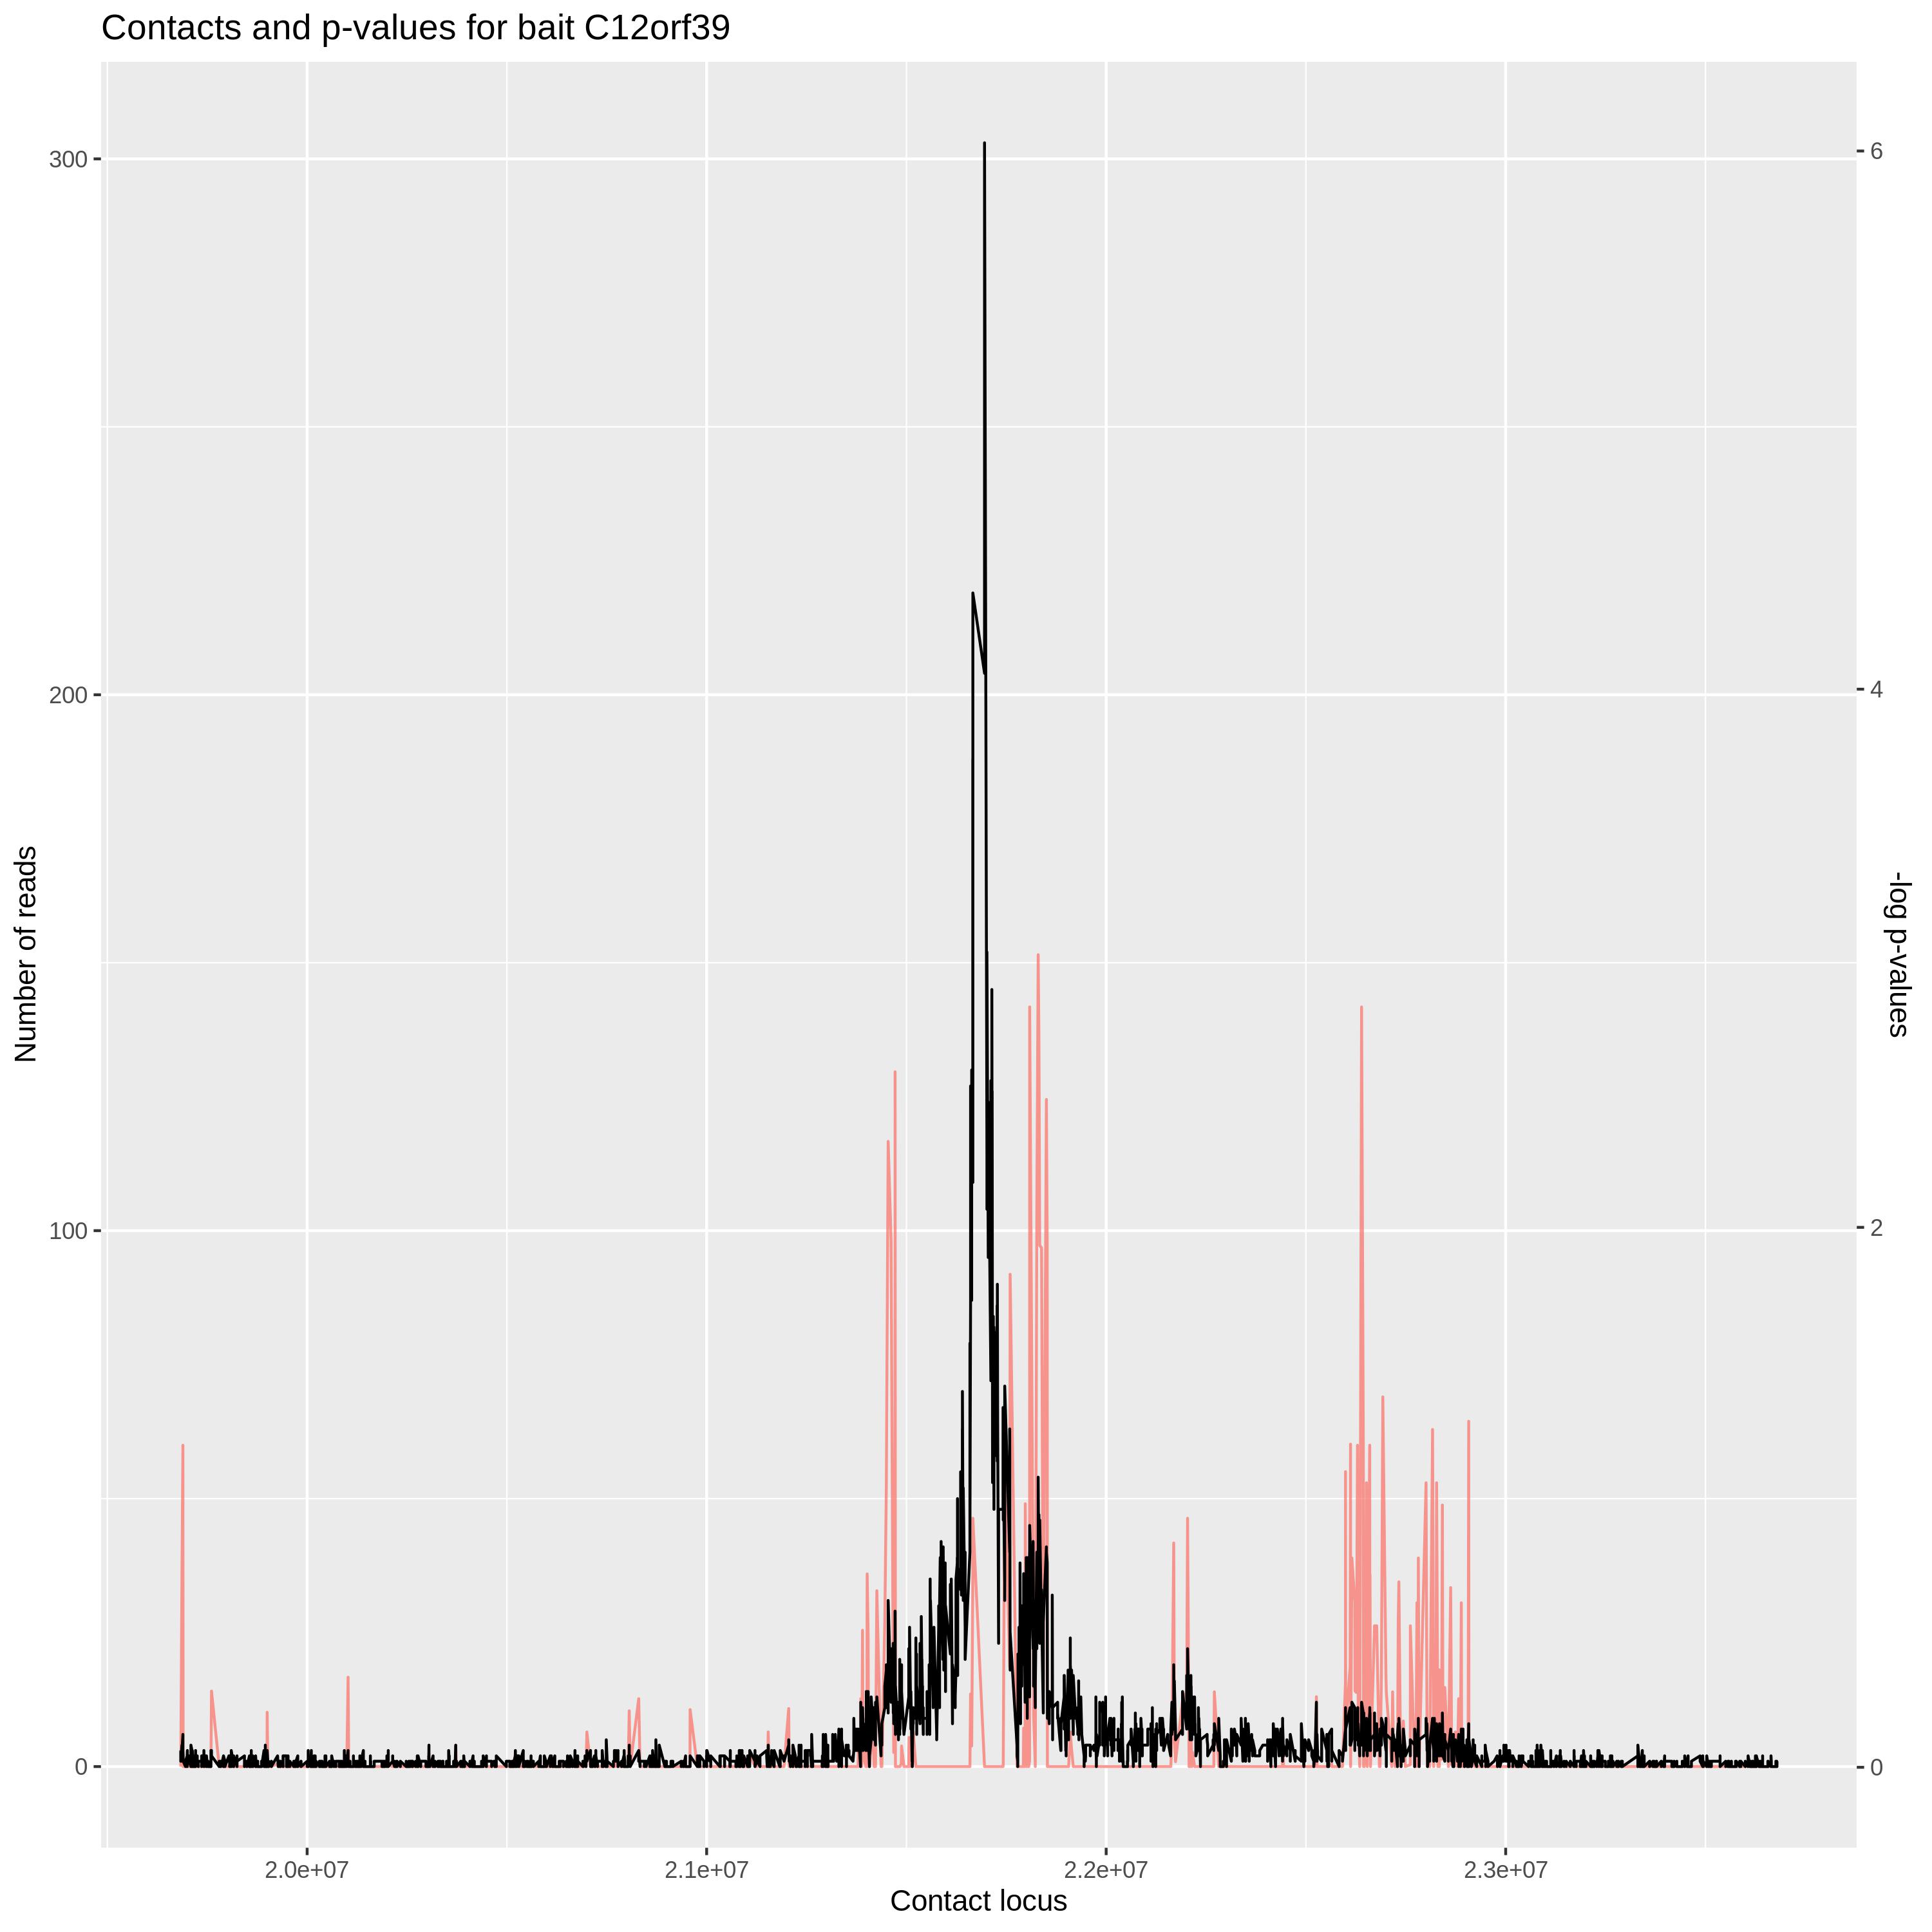 Contacts and p-values for bait C12orf39
300
200
100
0
6
4
2
0
Number of reads
-log p-values
2.0e+07
2.1e+07
2.2e+07
2.3e+07
Contact locus